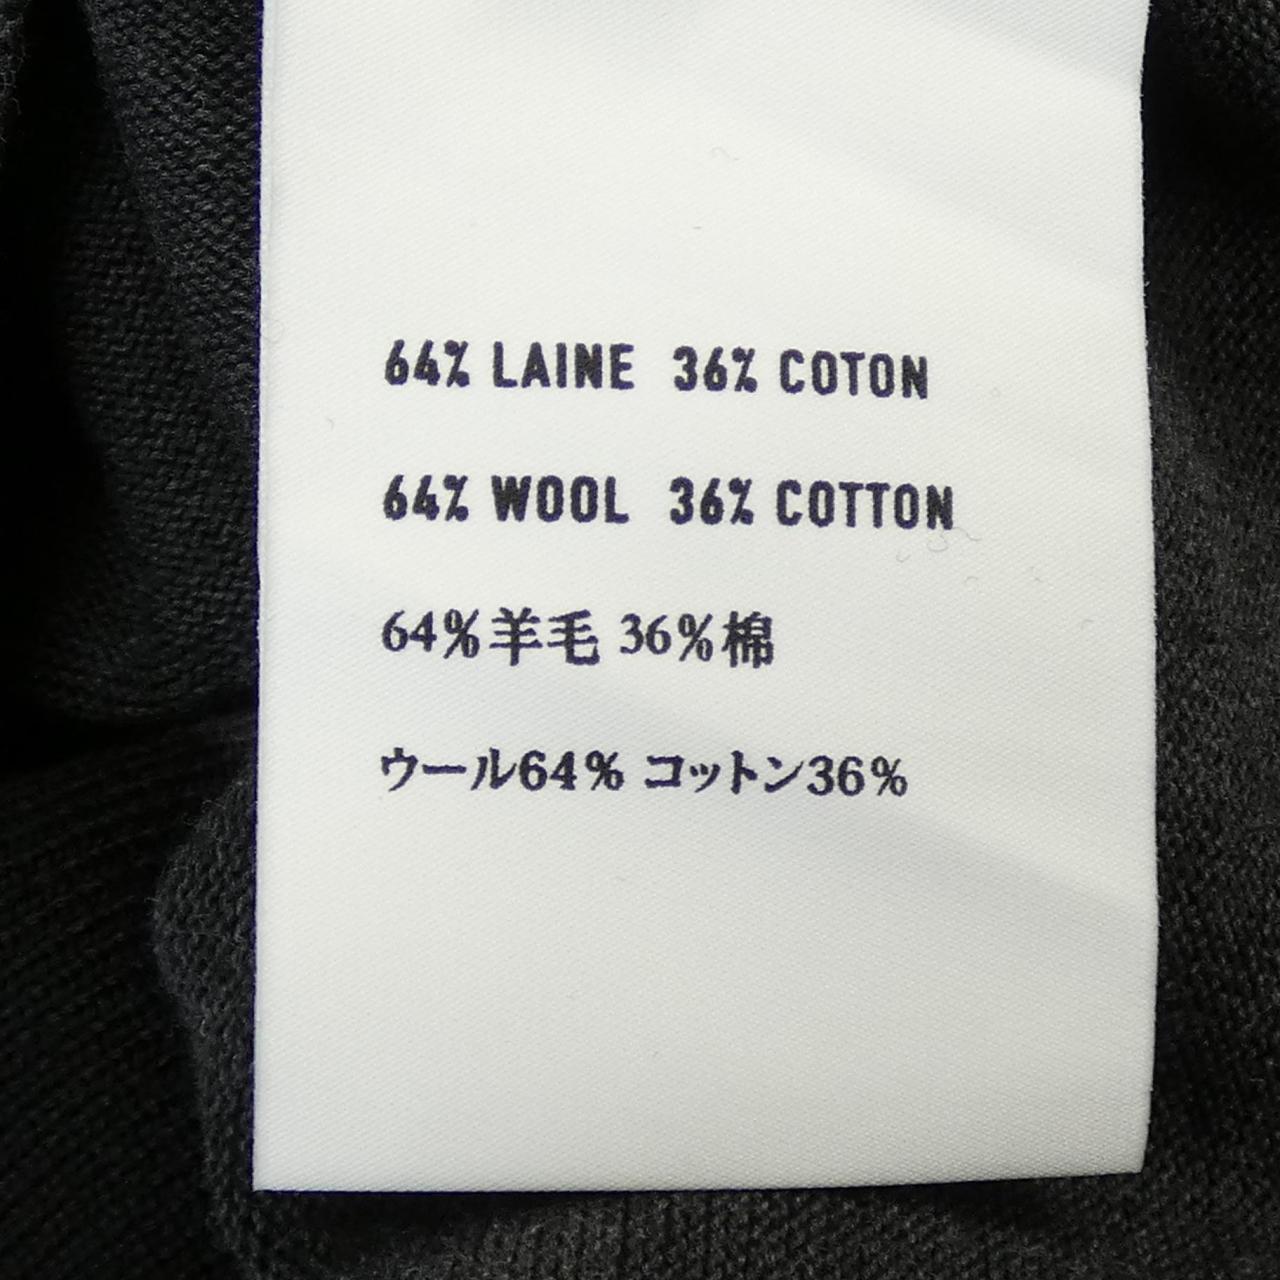 64% LAINE 36% COTON
64% WOOL 36% COTTON
64%羊毛 36%棉
ウール64% コットン36%